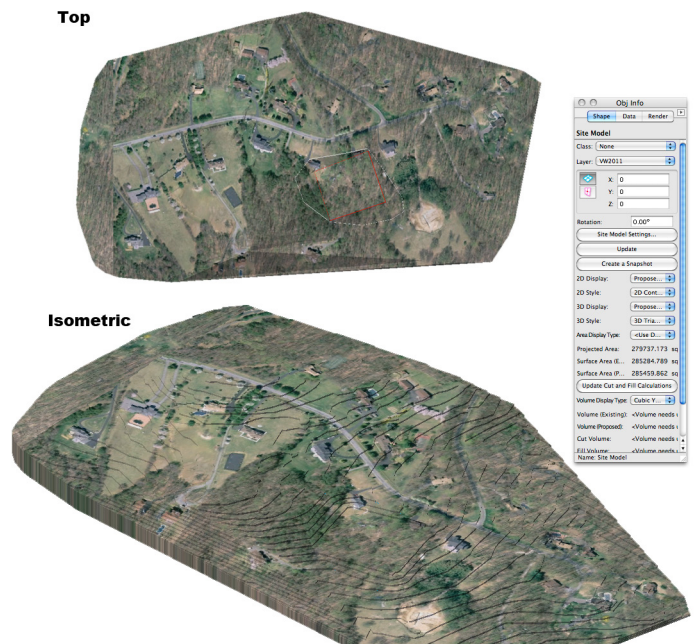 Top
Obj Info
Shape Data Render
Site Model
Class: None
Layer: VW2011
X: 0
Y: 0
Z: 0
Rotation: 0.00°
Site Model Settings...
Update
Create a Snapshot
2D Display: Propose...
2D Style: 2D Cont...
3D Display: Propose...
3D Style: 3D Tria...
Area Display Type: <Use D...
Projected Area: 279737.173 sq
Surface Area (E... 285284.789 sq
Surface Area (P... 285459.862 sq
Update Cut and Fill Calculations
Volume Display Type: Cubic Y...
Volume (Existing): <Volume needs u
Volume (Proposed): <Volume needs u
Cut Volume: <Volume needs u
Fill Volume: <Volume needs u
Name: Site Model
Isometric